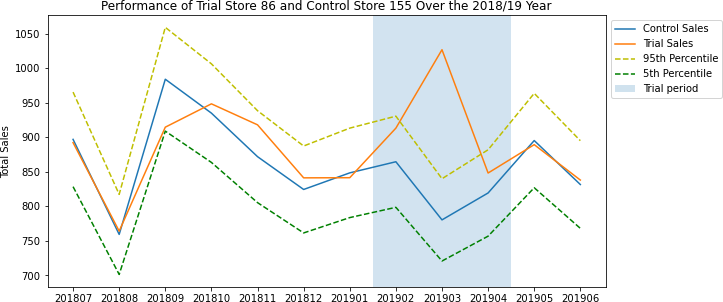 Performance of Trial Store 86 and Control Store 155 Over the 2018/19 Year
Total Sales
1050
1000
950
900
850
800
750
700
201807 201808 201809 201810 201811 201812 201901 201902 201903 201904 201905 201906
Control Sales
Trial Sales
95th Percentile
5th Percentile
Trial period